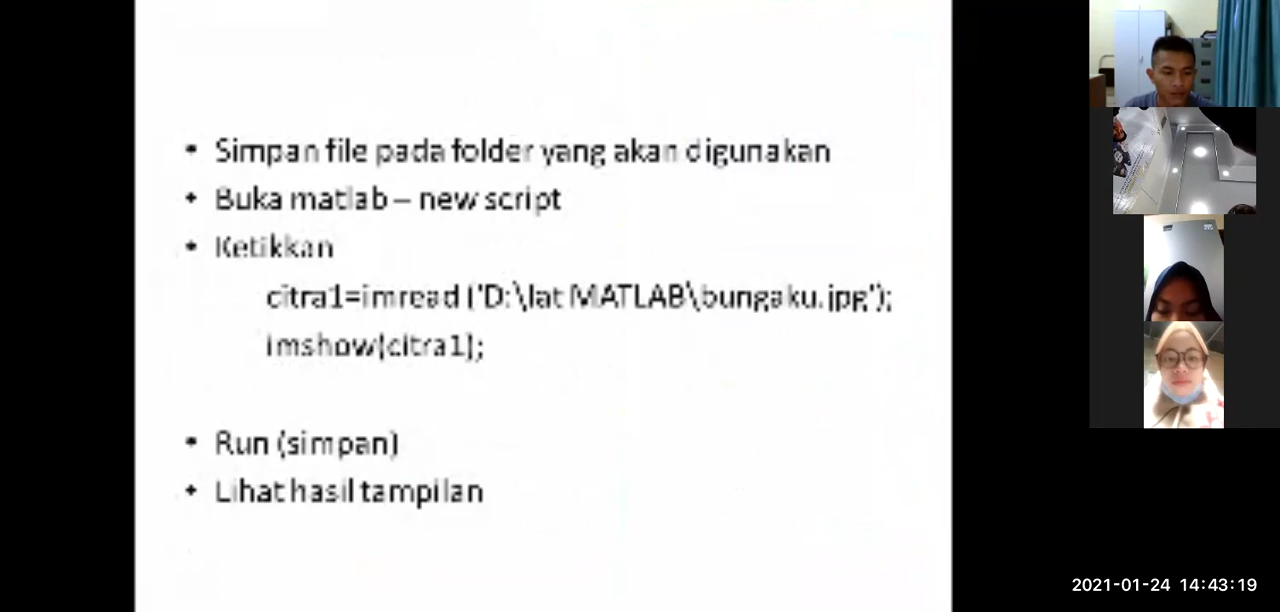 • Simpan file pada folder yang akan digunakan
• Buka matlab – new script
• Ketikkan
citra1=imread ('D:\lat MATLAB\bungaku.jpg');
imshow(citra1);
• Run (simpan)
• Lihat hasil tampilan
2021-01-24 14:43:19